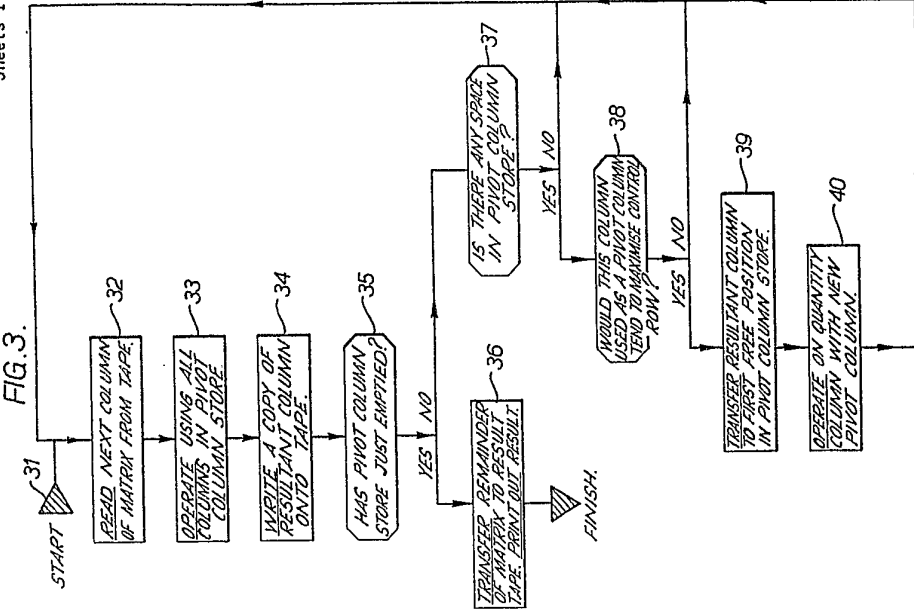 Sheets 1
FIG.3.
31
START
READ NEXT COLUMN
OF MATRIX FROM TAPE.
32
OPERATE USING ALL
COLUMNS IN PIVOT
COLUMN STORE.
33
WRITE A COPY OF
RESULTANT COLUMN
ONTO TAPE.
34
HAS PIVOT COLUMN
STORE JUST EMPTIED?
35
YES
NO
TRANSFER REMAINDER
OF MATRIX TO RESULT
TAPE. PRINT OUT RESULT.
36
FINISH.
IS THERE ANY SPACE
IN PIVOT COLUMN
STORE?
37
YES
NO
WOULD THIS COLUMN
USED AS A PIVOT COLUMN
TEND TO MAXIMISE CONTROL
ROW?
38
YES
NO
TRANSFER RESULTANT COLUMN
TO FIRST FREE POSITION
IN PIVOT COLUMN STORE.
39
OPERATE ON QUANTITY
COLUMN WITH NEW
PIVOT COLUMN.
40